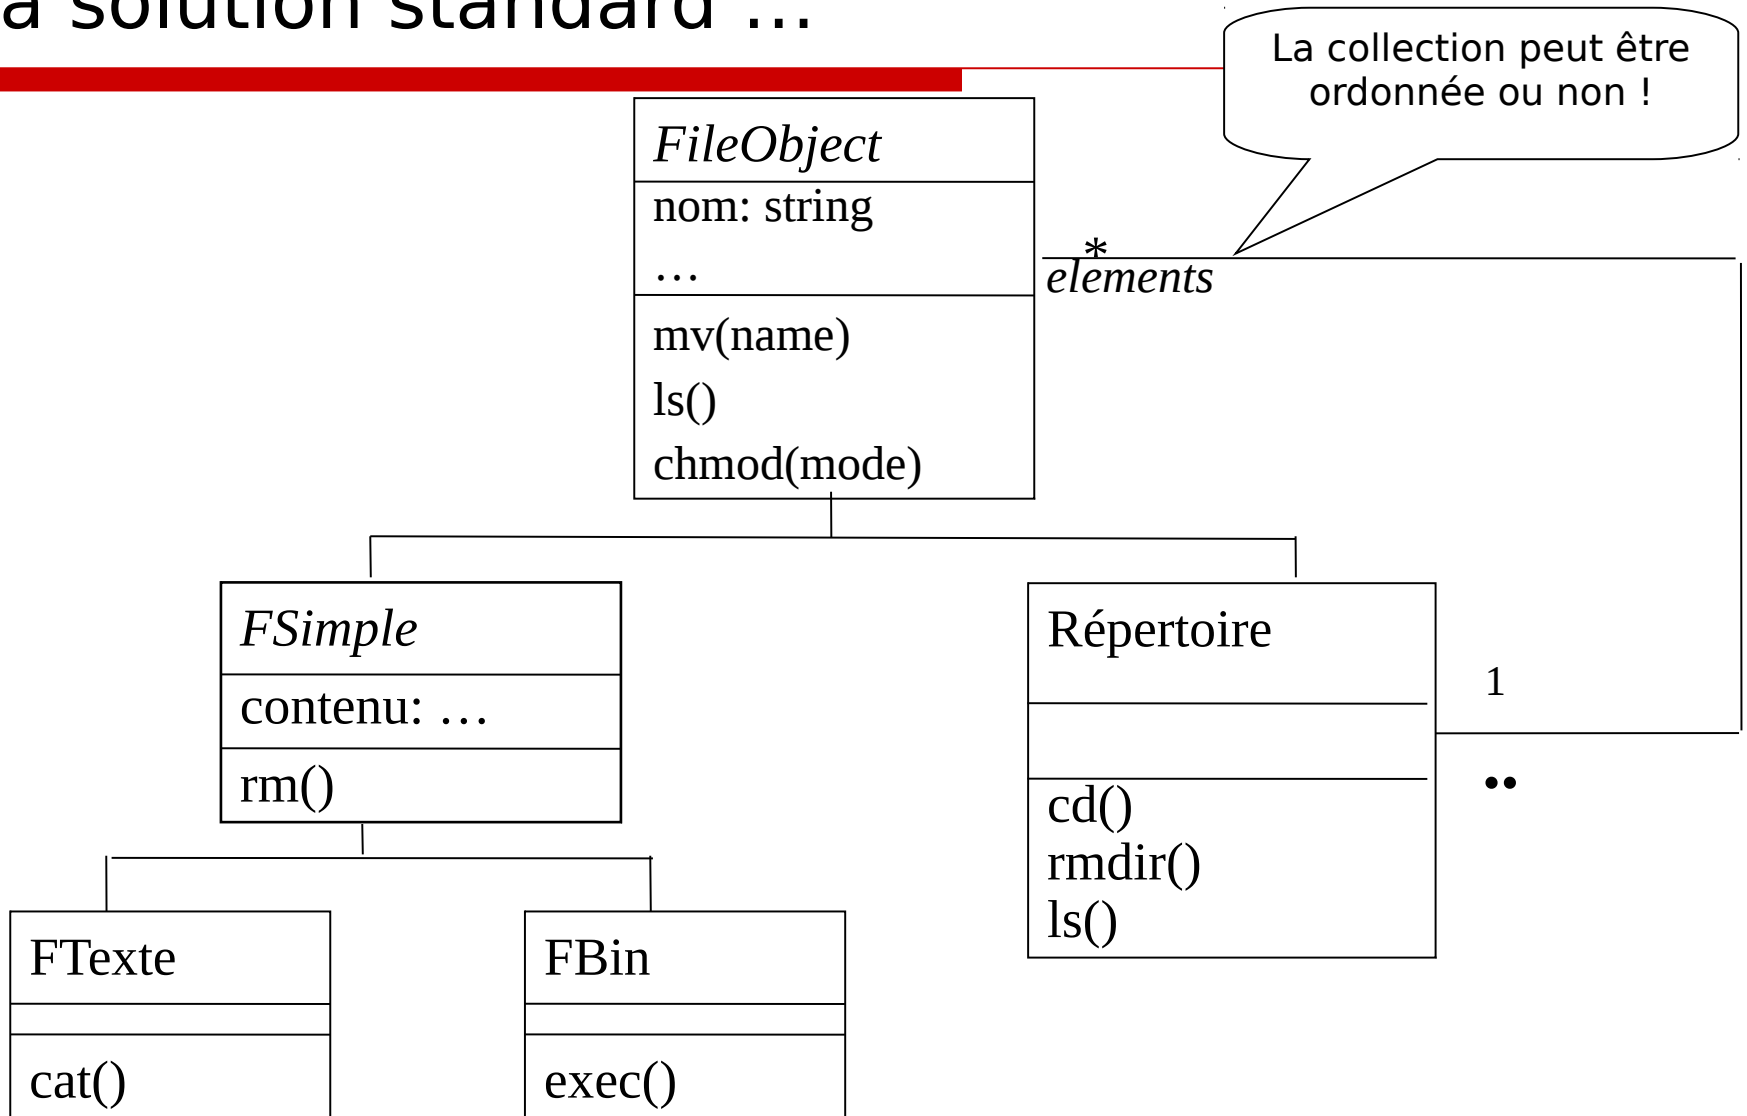 a solution standard …
La collection peut être
ordonnée ou non !
FileObject
nom: string
…
mv(name)
ls()
chmod(mode)
*
elements
FSimple
contenu: …
rm()
Répertoire
cd()
rmdir()
ls()
1
..
FTexte
cat()
FBin
exec()